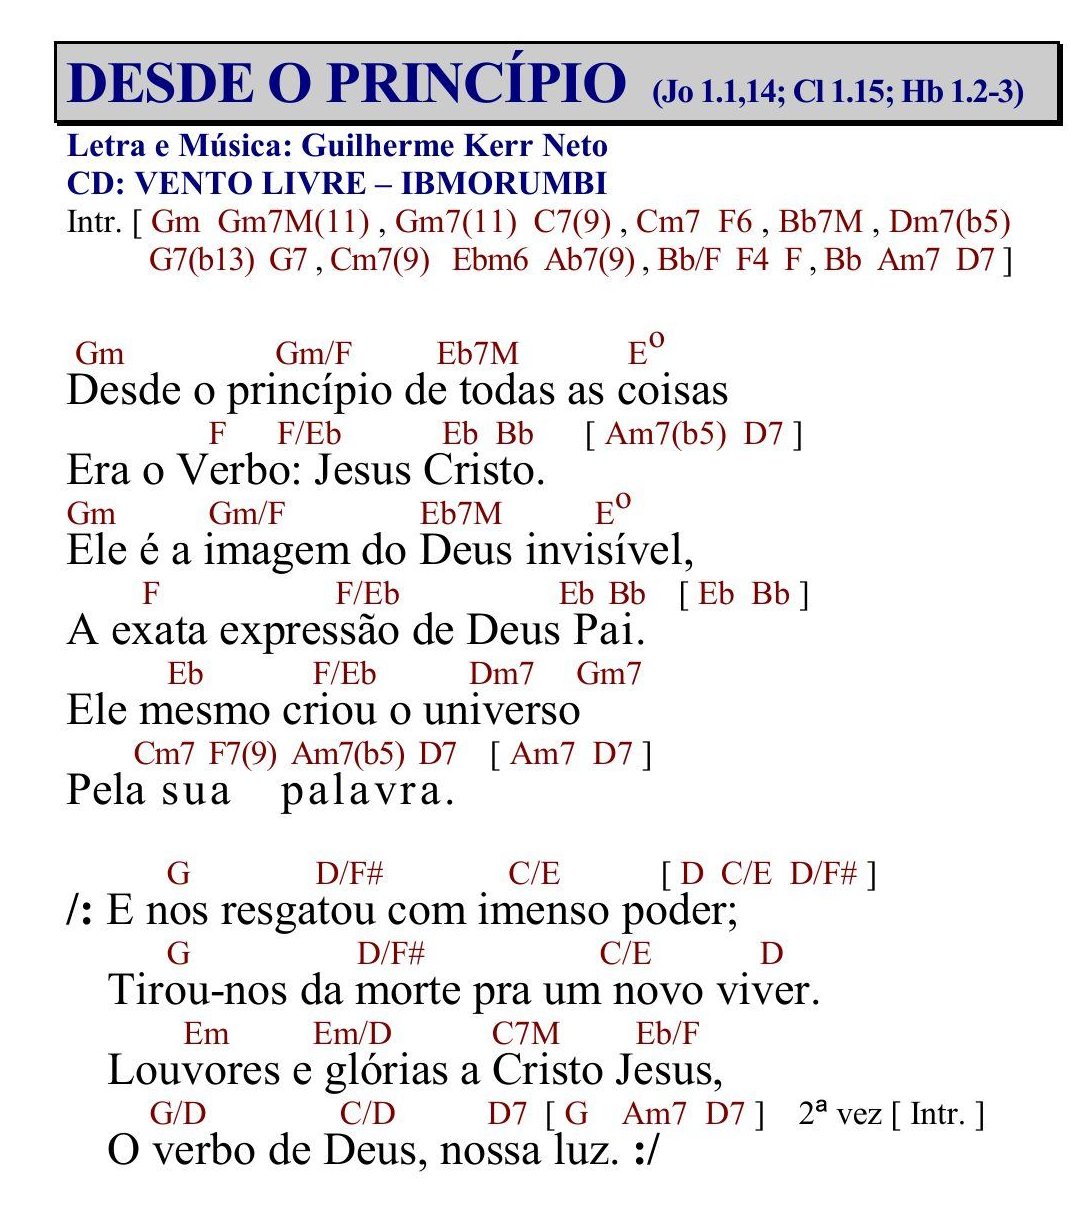 DESDE O PRINCÍPIO (Jo 1.1,14; Cl 1.15; Hb 1.2-3)
Letra e Música: Guilherme Kerr Neto
CD: VENTO LIVRE – IBMORUMBI
Intr. [ Gm Gm7M(11) , Gm7(11) C7(9) , Cm7 F6 , Bb7M , Dm7(b5)
G7(b13) G7 , Cm7(9) Ebm6 Ab7(9) , Bb/F F4 F , Bb Am7 D7 ]
Gm Gm/F Eb7M Eº
Desde o princípio de todas as coisas
F F/Eb Eb Bb [ Am7(b5) D7 ]
Era o Verbo: Jesus Cristo.
Gm Gm/F Eb7M Eº
Ele é a imagem do Deus invisível,
F F/Eb Eb Bb [ Eb Bb ]
A exata expressão de Deus Pai.
Eb F/Eb Dm7 Gm7
Ele mesmo criou o universo
Cm7 F7(9) Am7(b5) D7 [ Am7 D7 ]
Pela sua palavra.
G D/F# C/E [ D C/E D/F# ]
/: E nos resgatou com imenso poder;
G D/F# C/E D
Tirou-nos da morte pra um novo viver.
Em Em/D C7M Eb/F
Louvores e glórias a Cristo Jesus,
G/D C/D D7 [ G Am7 D7 ] 2ª vez [ Intr. ]
O verbo de Deus, nossa luz. :/